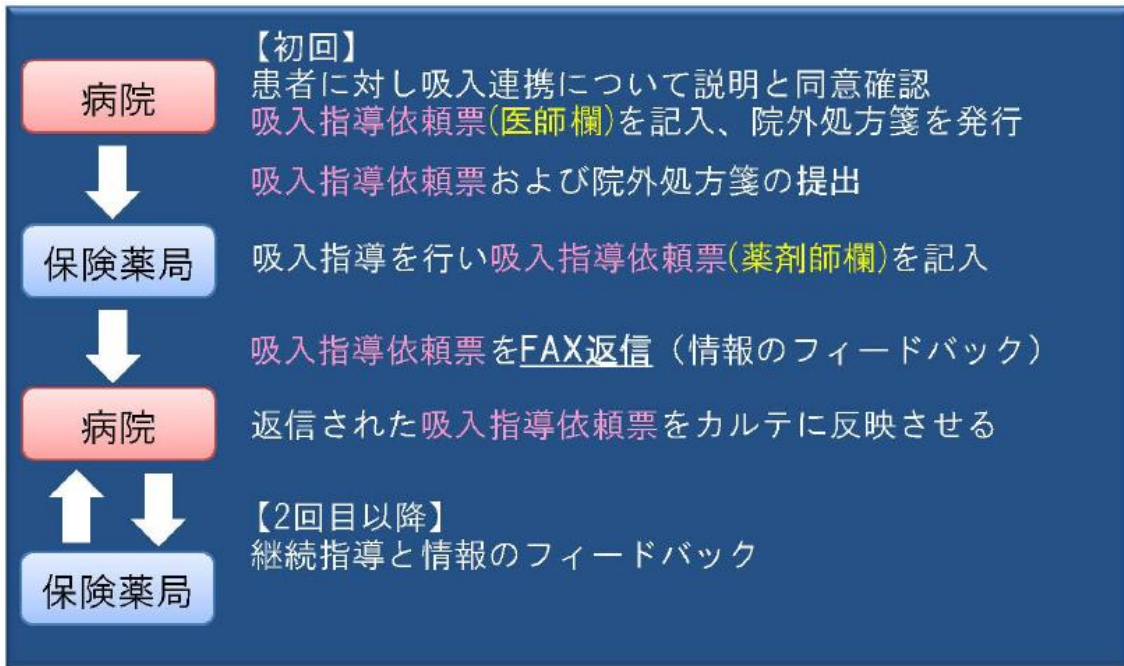 【初回】
病院
患者に対し吸入連携について説明と同意確認
吸入指導依頼票(医師欄)を記入、院外処方箋を発行
吸入指導依頼票および院外処方箋の提出
保険薬局
吸入指導を行い吸入指導依頼票(薬剤師欄)を記入
吸入指導依頼票をFAX返信（情報のフィードバック）
病院
返信された吸入指導依頼票をカルテに反映させる
【2回目以降】
継続指導と情報のフィードバック
保険薬局